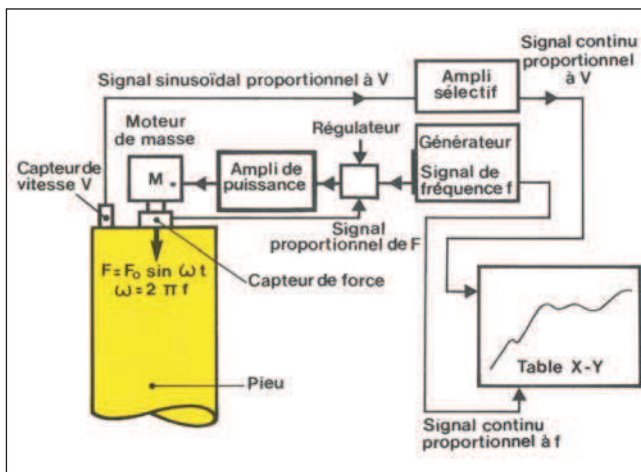 Signal continu
proportionnel
à V
Signal sinusoïdal proportionnel à V
Ampli
sélectif
Moteur
de masse
Régulateur
Générateur
Signal de
fréquence f
Capteur de
vitesse V
M
Ampli de
puissance
Signal
proportionnel de F
F = F₀ sin ω t
ω = 2 π f
Capteur de force
Table X-Y
Pieu
Signal continu
proportionnel à f